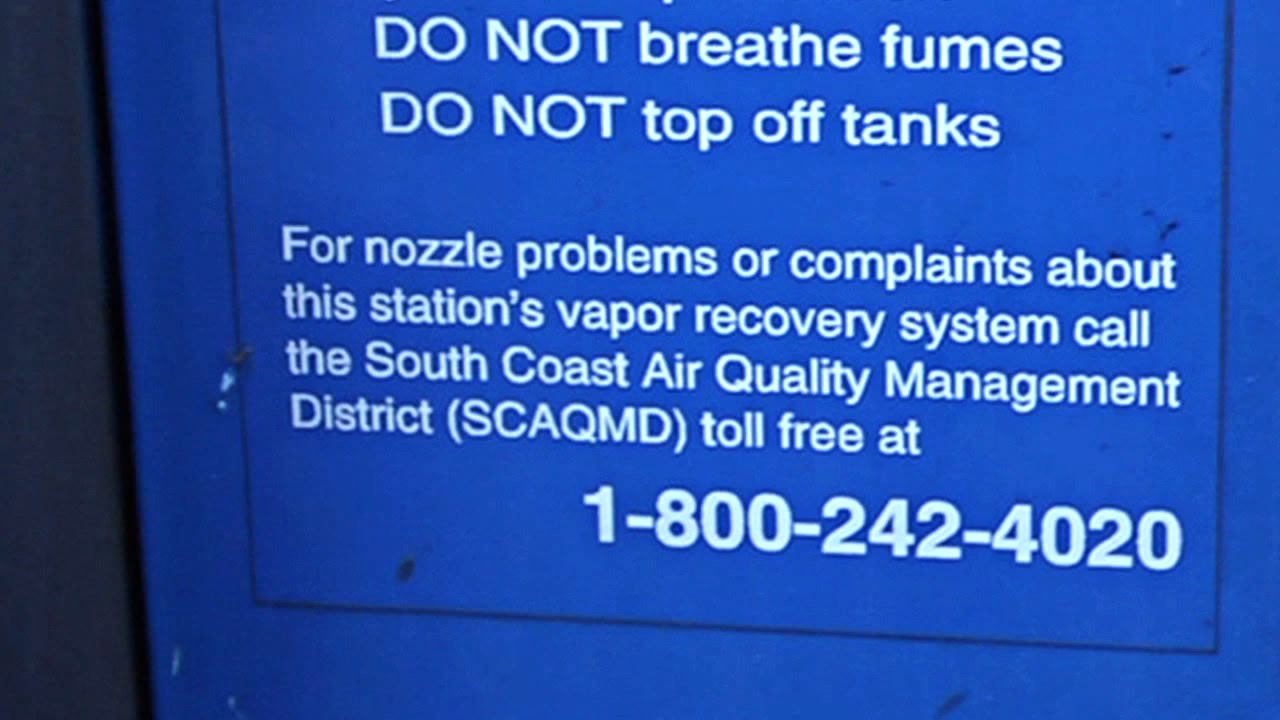 DO NOT breathe fumes
DO NOT top off tanks
For nozzle problems or complaints about
this station's vapor recovery system call
the South Coast Air Quality Management
District (SCAQMD) toll free at
1-800-242-4020